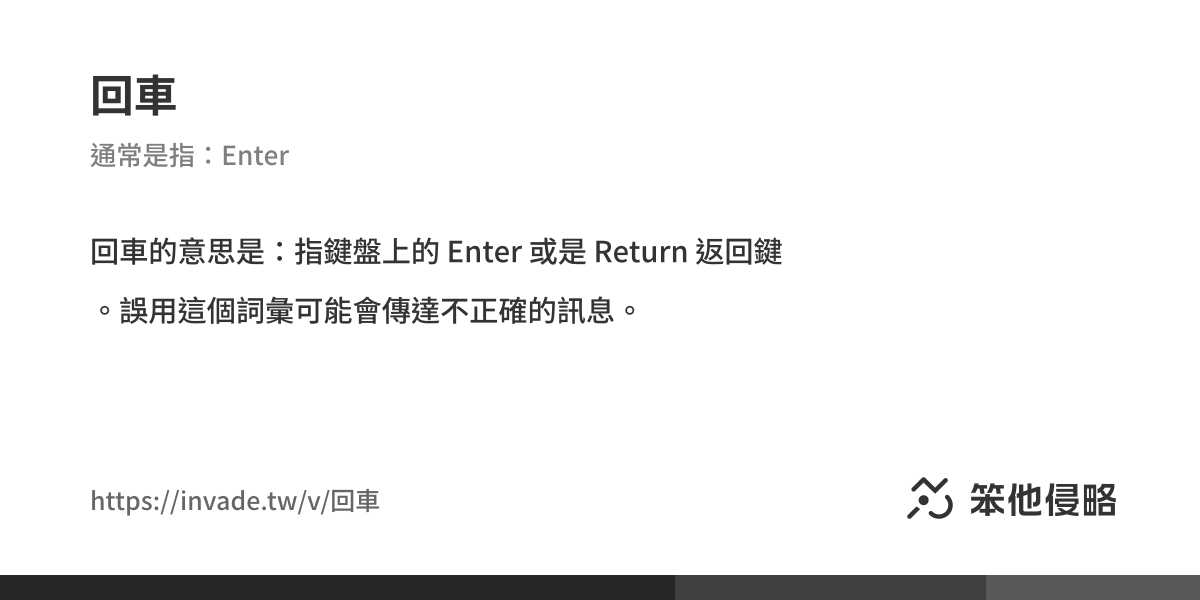 回車
通常是指：Enter
回車的意思是：指鍵盤上的 Enter 或是 Return 返回鍵
。誤用這個詞彙可能會傳達不正確的訊息。
https://invade.tw/v/回車
笨他侵略